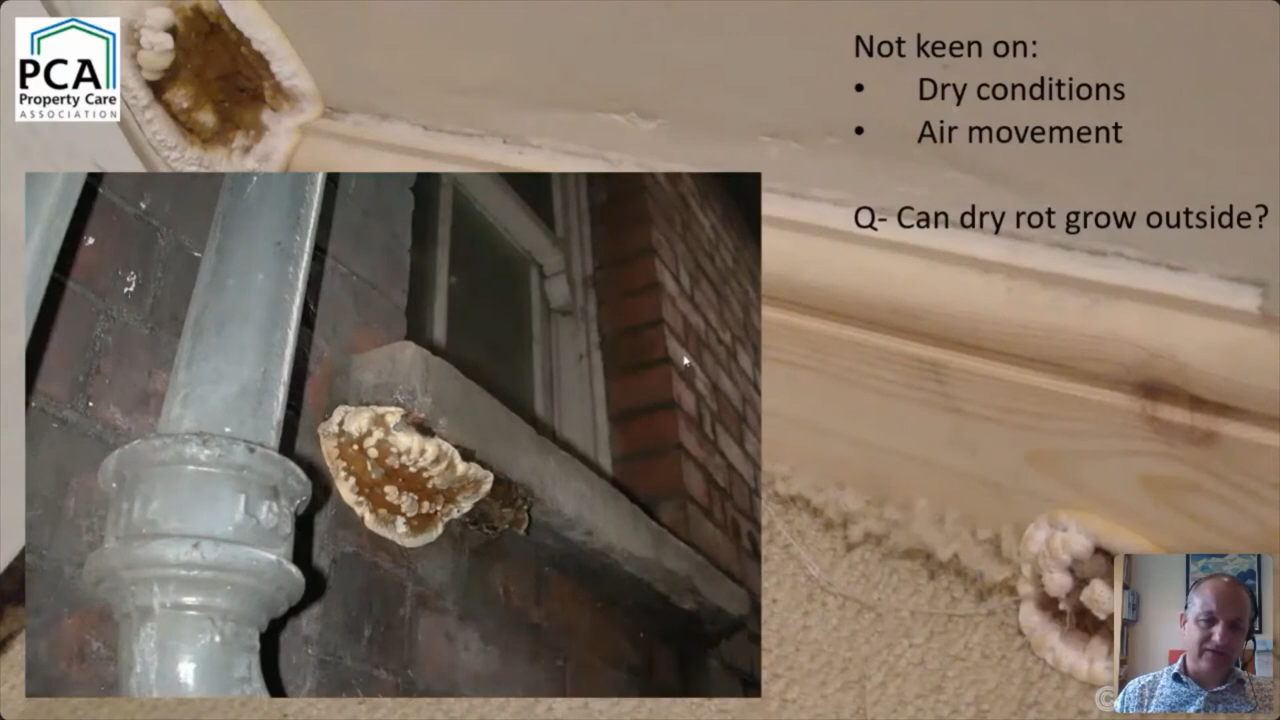 PCA
Property Care
ASSOCIATION
Not keen on:
• Dry conditions
• Air movement
Q- Can dry rot grow outside?
©